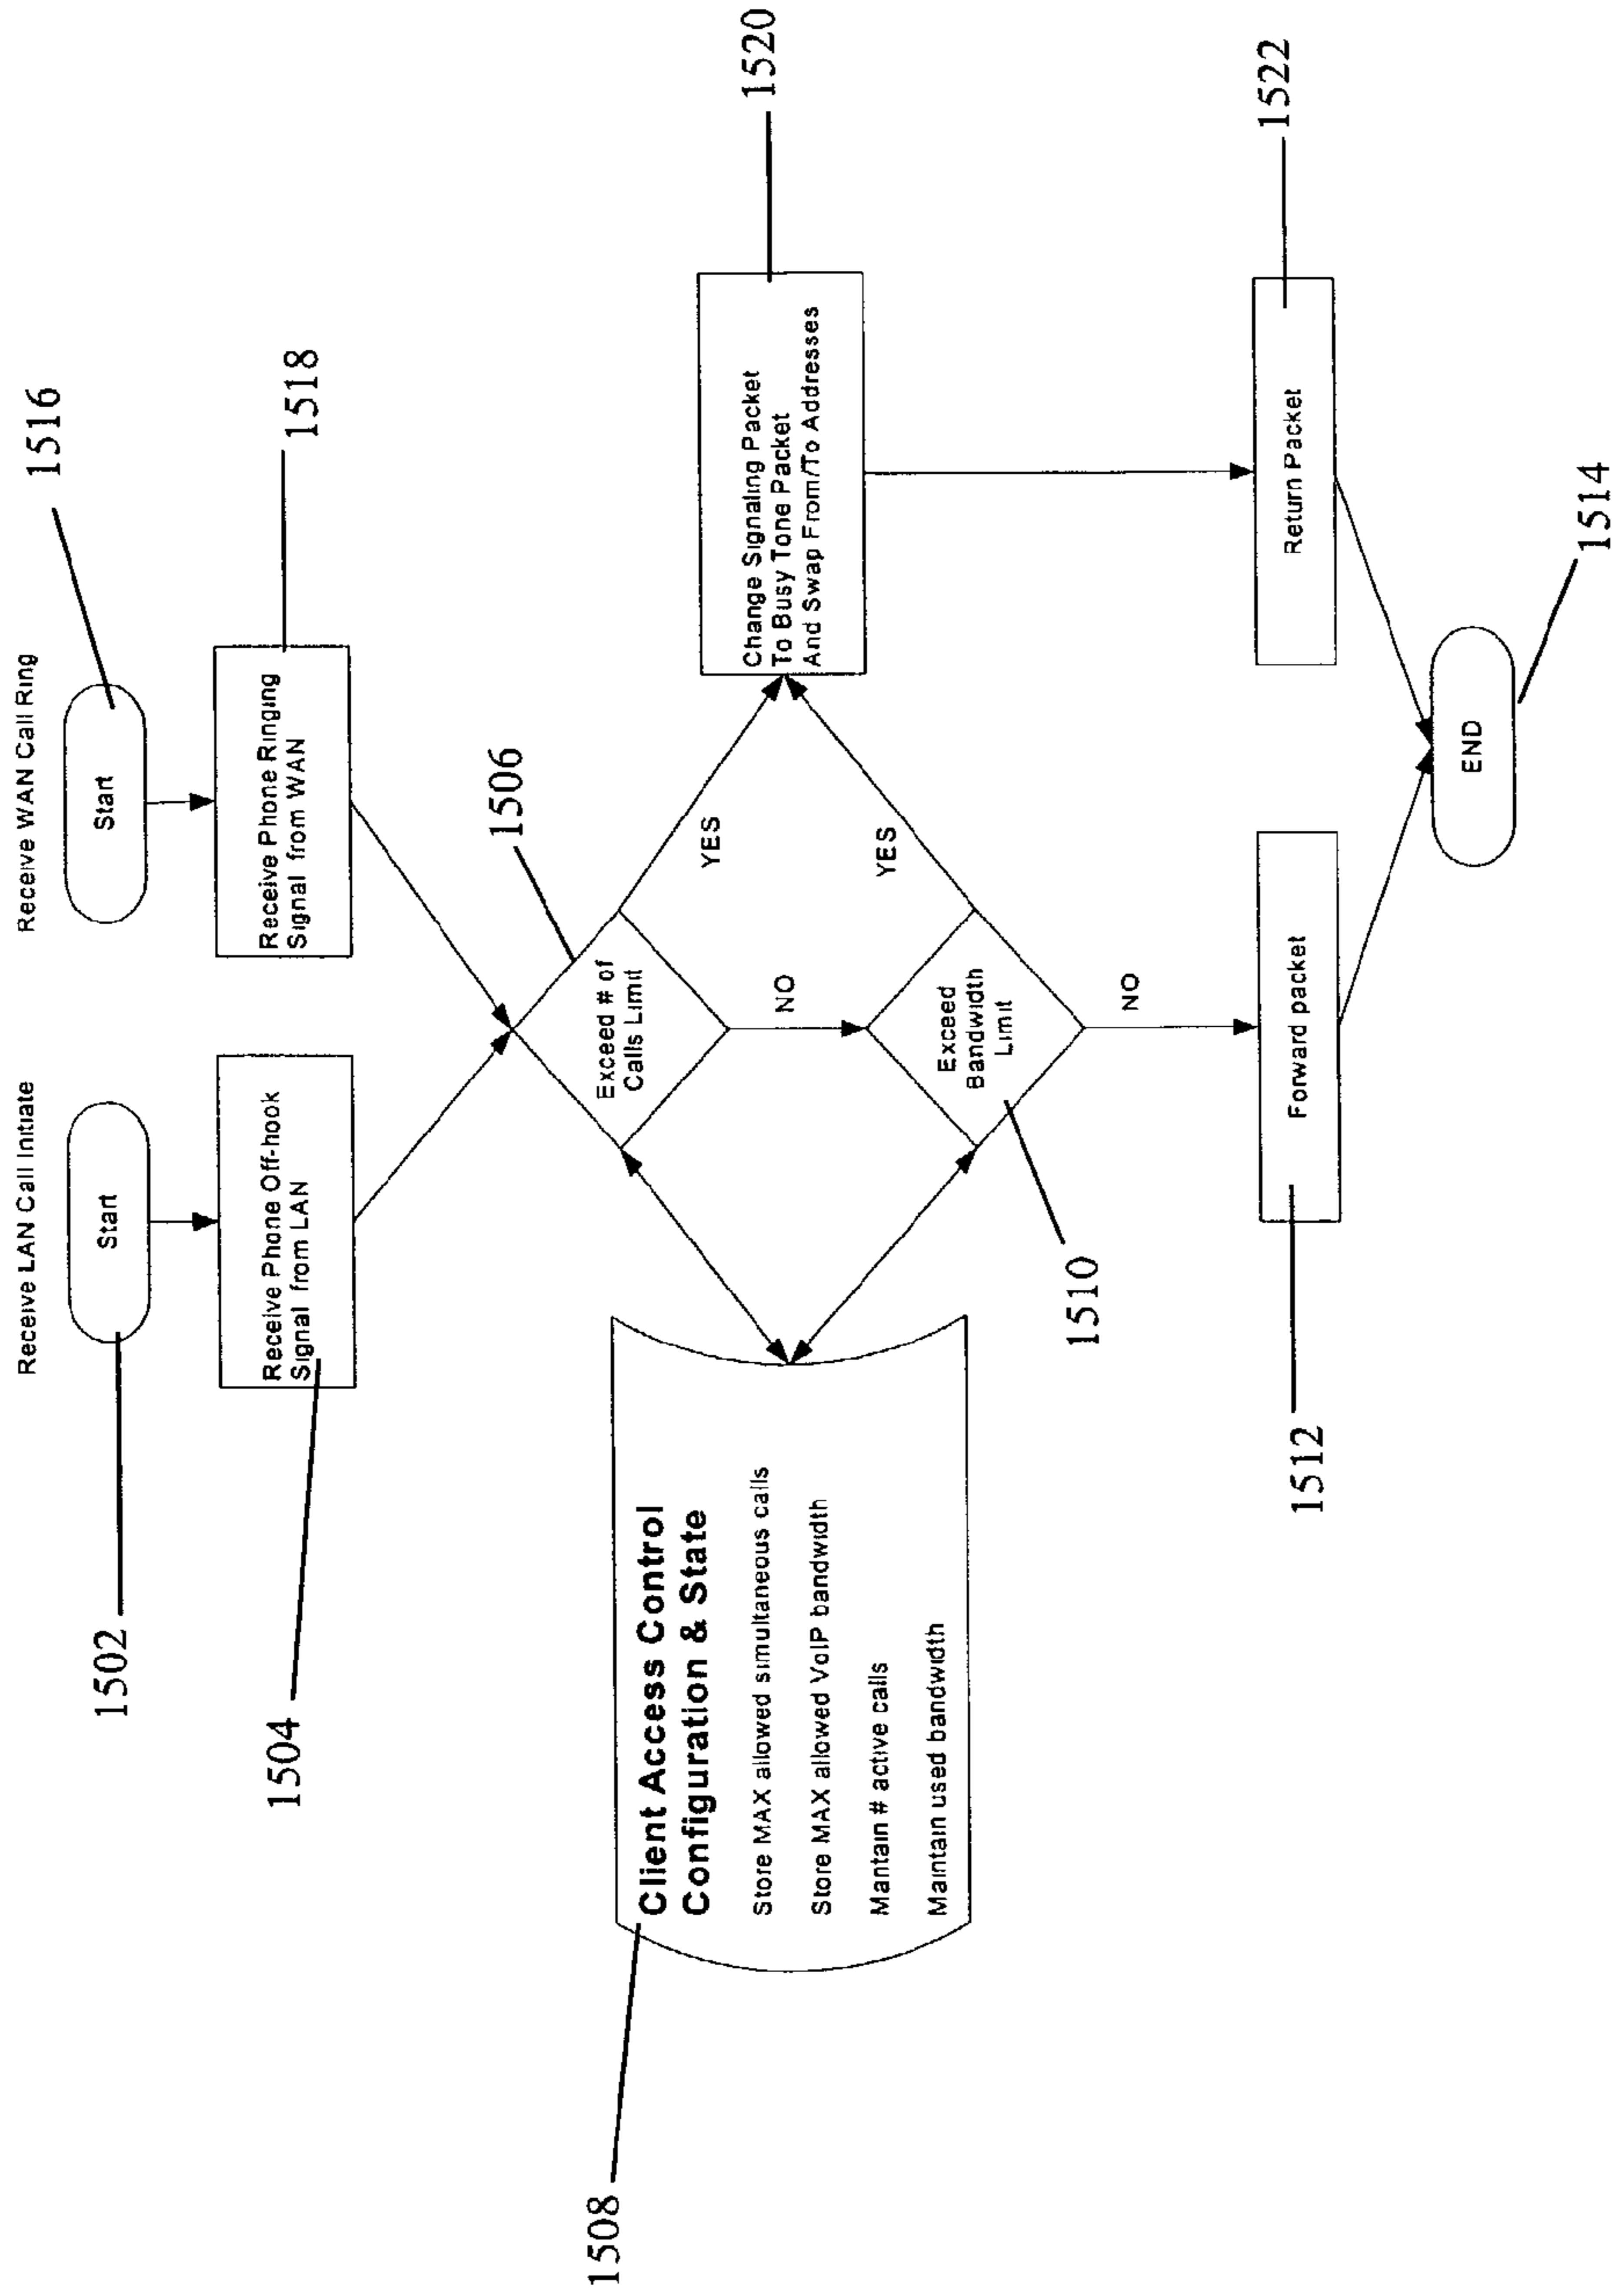 Receive LAN Call Initiate
Receive WAN Call Ring
1502
Start
Start
1516
1504
Receive Phone Off-hook
Signal from LAN
Receive Phone Ringing
Signal from WAN
1518
1506
Exceed # of
Calls Limit
YES
NO
1508
Client Access Control
Configuration & State
Store MAX allowed simultaneous calls
Store MAX allowed VoIP bandwidth
Mantain # active calls
Maintain used bandwidth
Change Signaling Packet
To Busy Tone Packet
And Swap From/To Addresses
1520
Exceed
Bandwidth
Limit
YES
NO
1510
1512
Forward packet
Return Packet
1522
END
1514